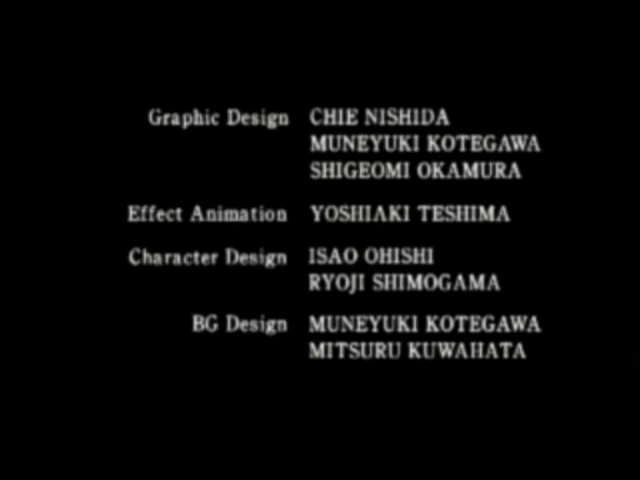 Graphic Design CHIE NISHIDA
MUNEYUKI KOTEGAWA
SHIGEOMI OKAMURA
Effect Animation YOSHIAKI TESHIMA
Character Design ISAO OHISHI
RYOJI SHIMOGAMA
BG Design MUNEYUKI KOTEGAWA
MITSURU KUWAHATA